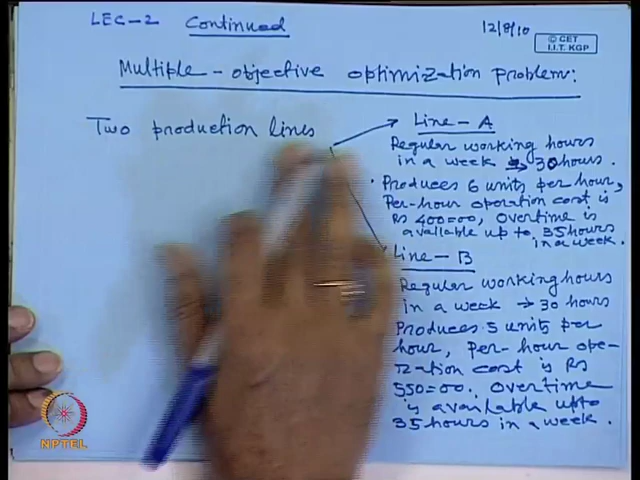 LEC-2 Continued
12/8/10
© CET
I.I.T. KGP
Multiple-objective optimization problem:
Two production lines
Line-A
Regular working hours
in a week → 30 hours.
Produces 6 units per hour,
Per-hour operation cost is
Rs 400=00, overtime is
available up to 35 hours
in a week.
Line-B
Regular working hours
in a week → 30 hours
Produces 5 units per
hour, per-hour ope-
ration cost is Rs
550=00. overtime
is available upto
35 hours in a week.
NPTEL